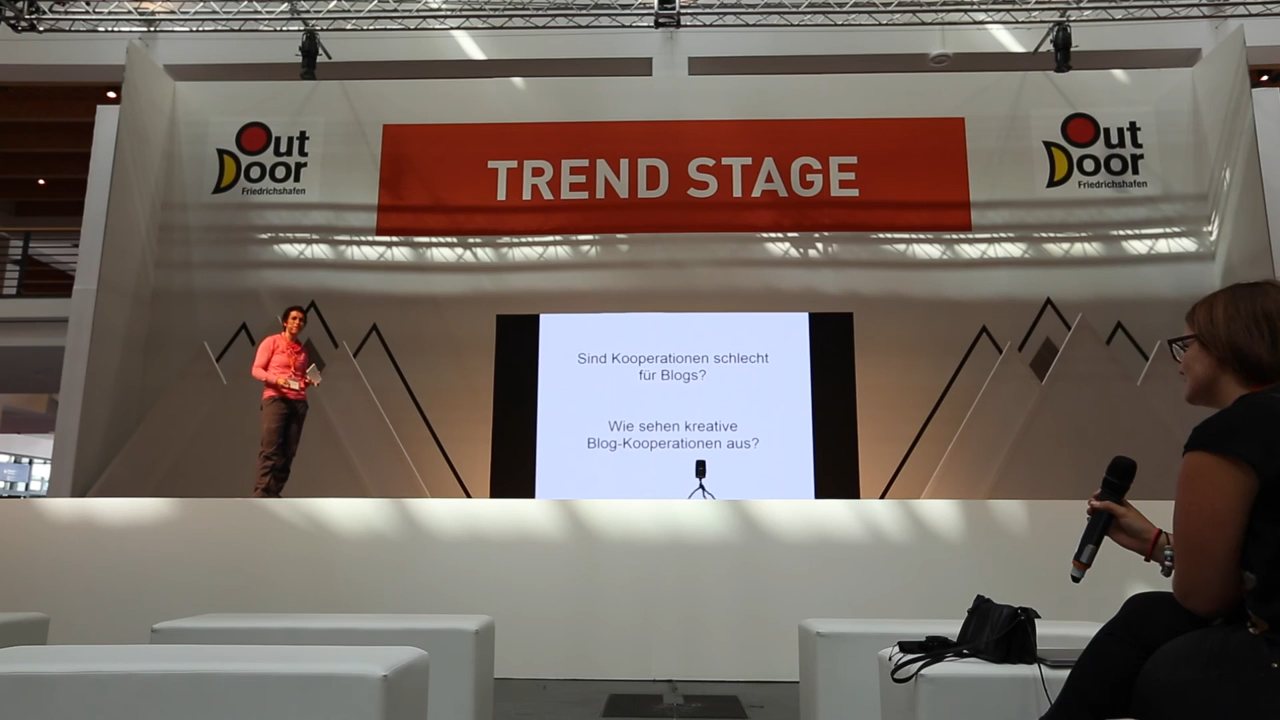 Out
Door
Friedrichshafen
TREND STAGE
Out
Door
Friedrichshafen
Sind Kooperationen schlecht
für Blogs?
Wie sehen kreative
Blog-Kooperationen aus?